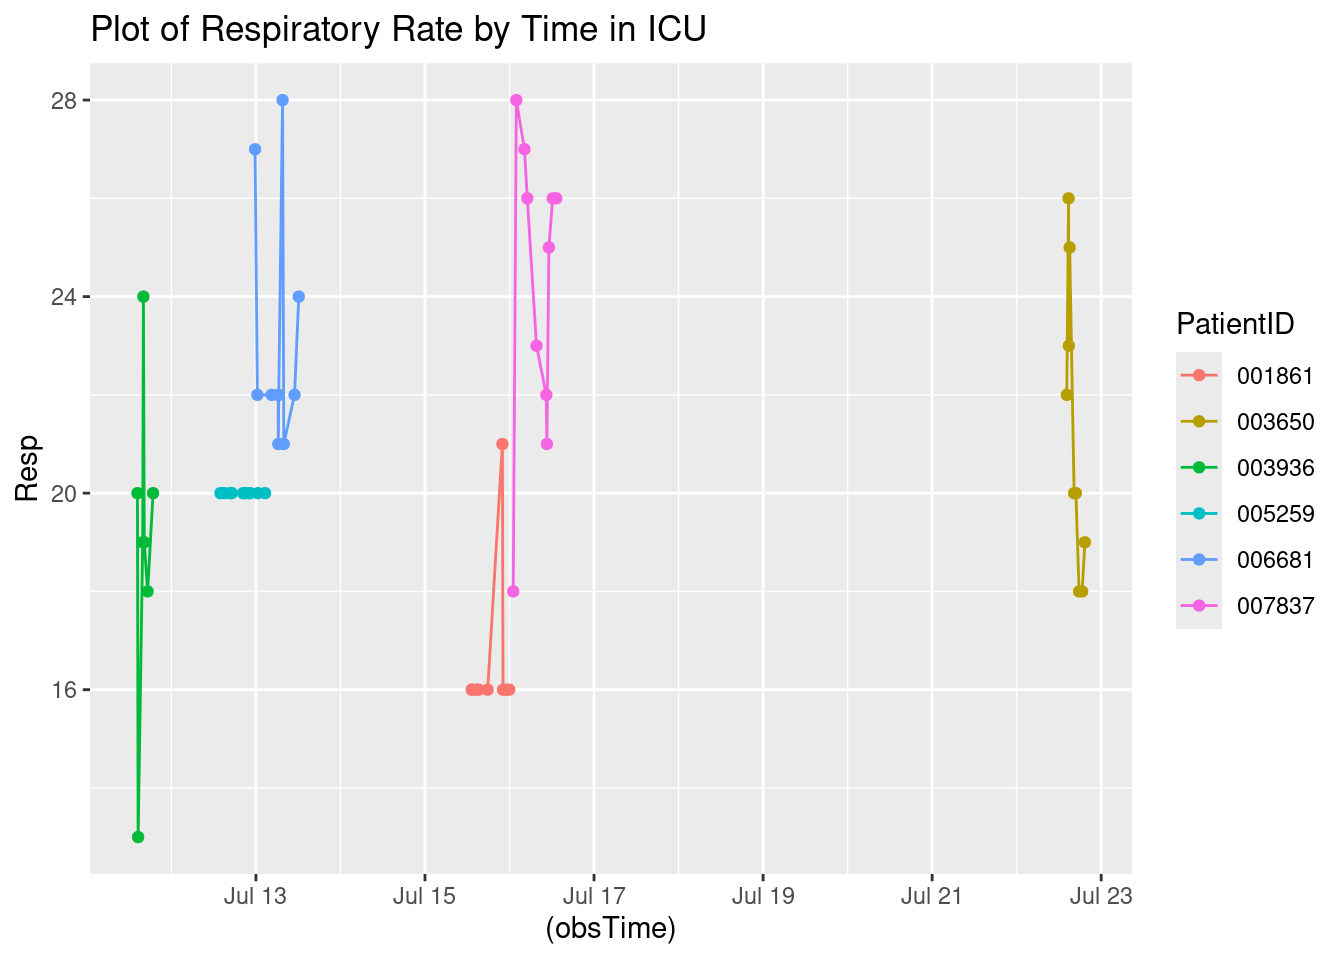 Plot of Respiratory Rate by Time in ICU
28
24
20
16
Resp
Jul 13
Jul 15
Jul 17
Jul 19
Jul 21
Jul 23
(obsTime)
PatientID
001861
003650
003936
005259
006681
007837